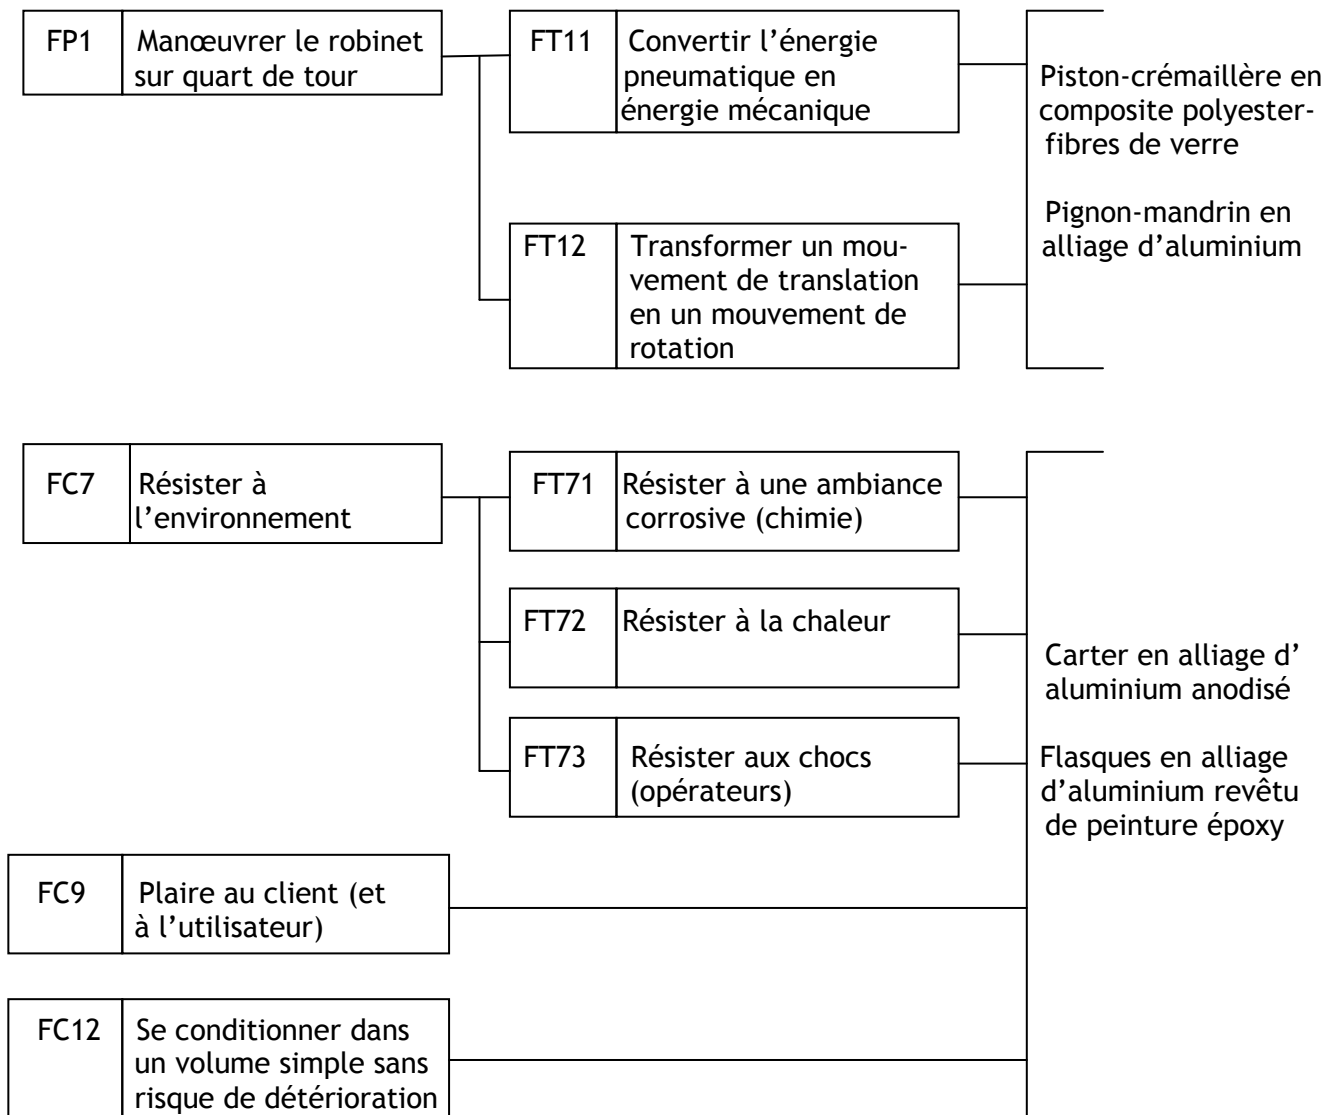 FP1
Manœuvrer le robinet
sur quart de tour
FT11
Convertir l’énergie
pneumatique en
énergie mécanique
Piston-crémaillère en
composite polyester-
fibres de verre
Pignon-mandrin en
alliage d’aluminium
FT12
Transformer un mou-
vement de translation
en un mouvement de
rotation
FC7
Résister à
l’environnement
FT71
Résister à une ambiance
corrosive (chimie)
FT72
Résister à la chaleur
FT73
Résister aux chocs
(opérateurs)
Carter en alliage d’
aluminium anodisé
Flasques en alliage
d’aluminium revêtu
de peinture époxy
FC9
Plaire au client (et
à l’utilisateur)
FC12
Se conditionner dans
un volume simple sans
risque de détérioration